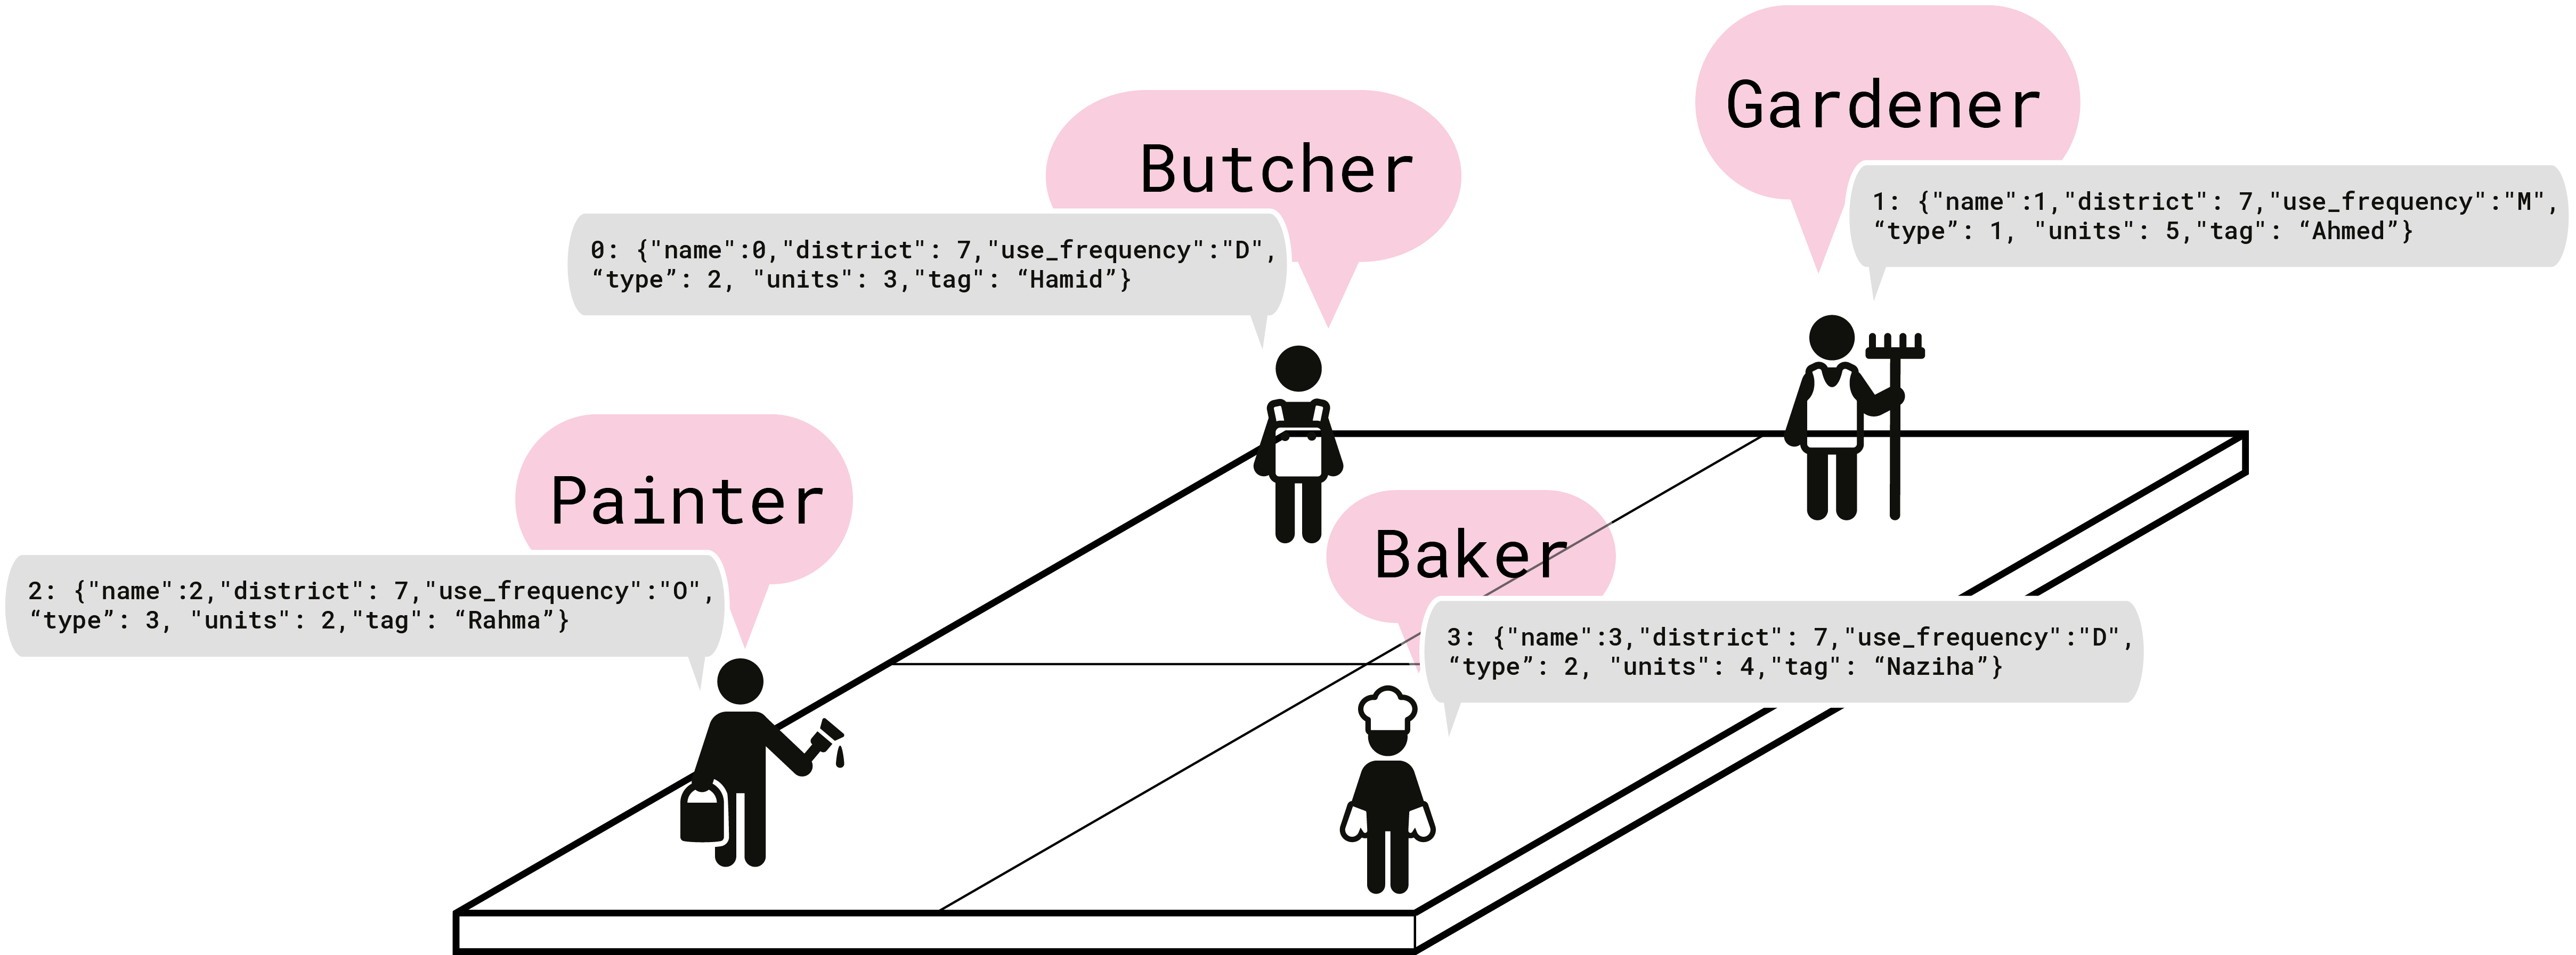 Gardener
1: {"name":1,"district": 7,"use_frequency":"M",
“type”: 1, "units": 5,"tag": “Ahmed”}
Butcher
0: {"name":0,"district": 7,"use_frequency":"D",
“type”: 2, "units": 3,"tag": “Hamid”}
Painter
2: {"name":2,"district": 7,"use_frequency":"O",
“type”: 3, "units": 2,"tag": “Rahma”}
Baker
3: {"name":3,"district": 7,"use_frequency":"D",
“type”: 2, "units": 4,"tag": “Naziha”}